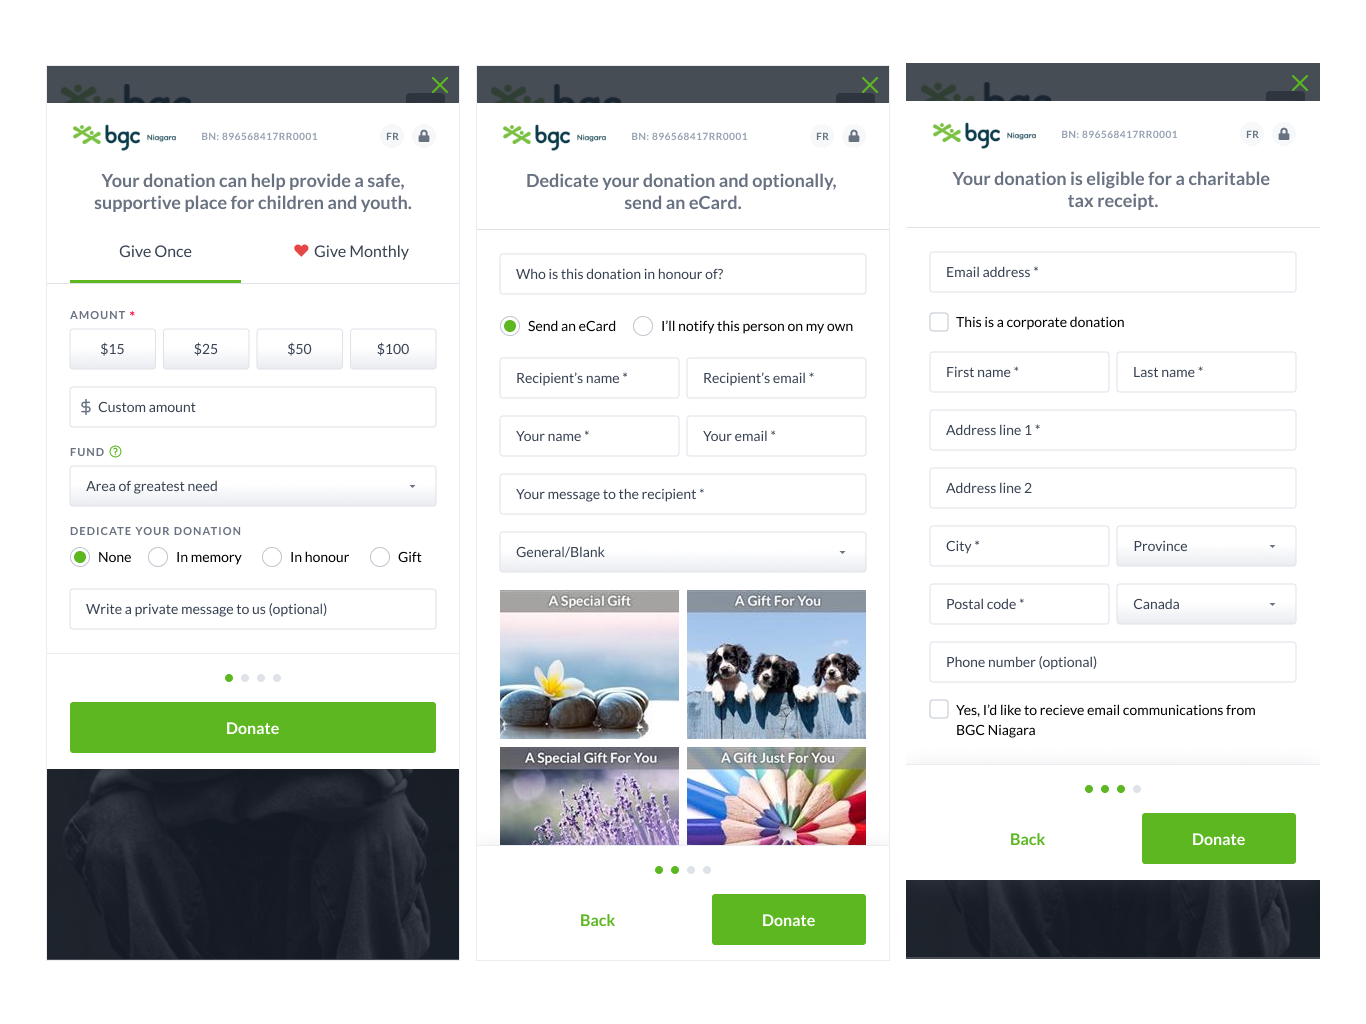 bgc
bgc Niagara
BN: 896568417RR0001
FR
Your donation can help provide a safe,
supportive place for children and youth.
Give Once
Give Monthly
AMOUNT *
$15
$25
$50
$100
$ Custom amount
FUND ?
Area of greatest need
DEDICATE YOUR DONATION
None
In memory
In honour
Gift
Write a private message to us (optional)
Donate
bgc
bgc Niagara
BN: 896568417RR0001
FR
Dedicate your donation and optionally,
send an eCard.
Who is this donation in honour of?
Send an eCard
I'll notify this person on my own
Recipient's name *
Recipient's email *
Your name *
Your email *
Your message to the recipient *
General/Blank
A Special Gift
A Gift For You
A Special Gift For You
A Gift Just For You
Back
Donate
bgc
bgc Niagara
BN: 896568417RR0001
FR
Your donation is eligible for a charitable
tax receipt.
Email address *
This is a corporate donation
First name *
Last name *
Address line 1 *
Address line 2
City *
Province
Postal code *
Canada
Phone number (optional)
Yes, I'd like to recieve email communications from
BGC Niagara
Back
Donate